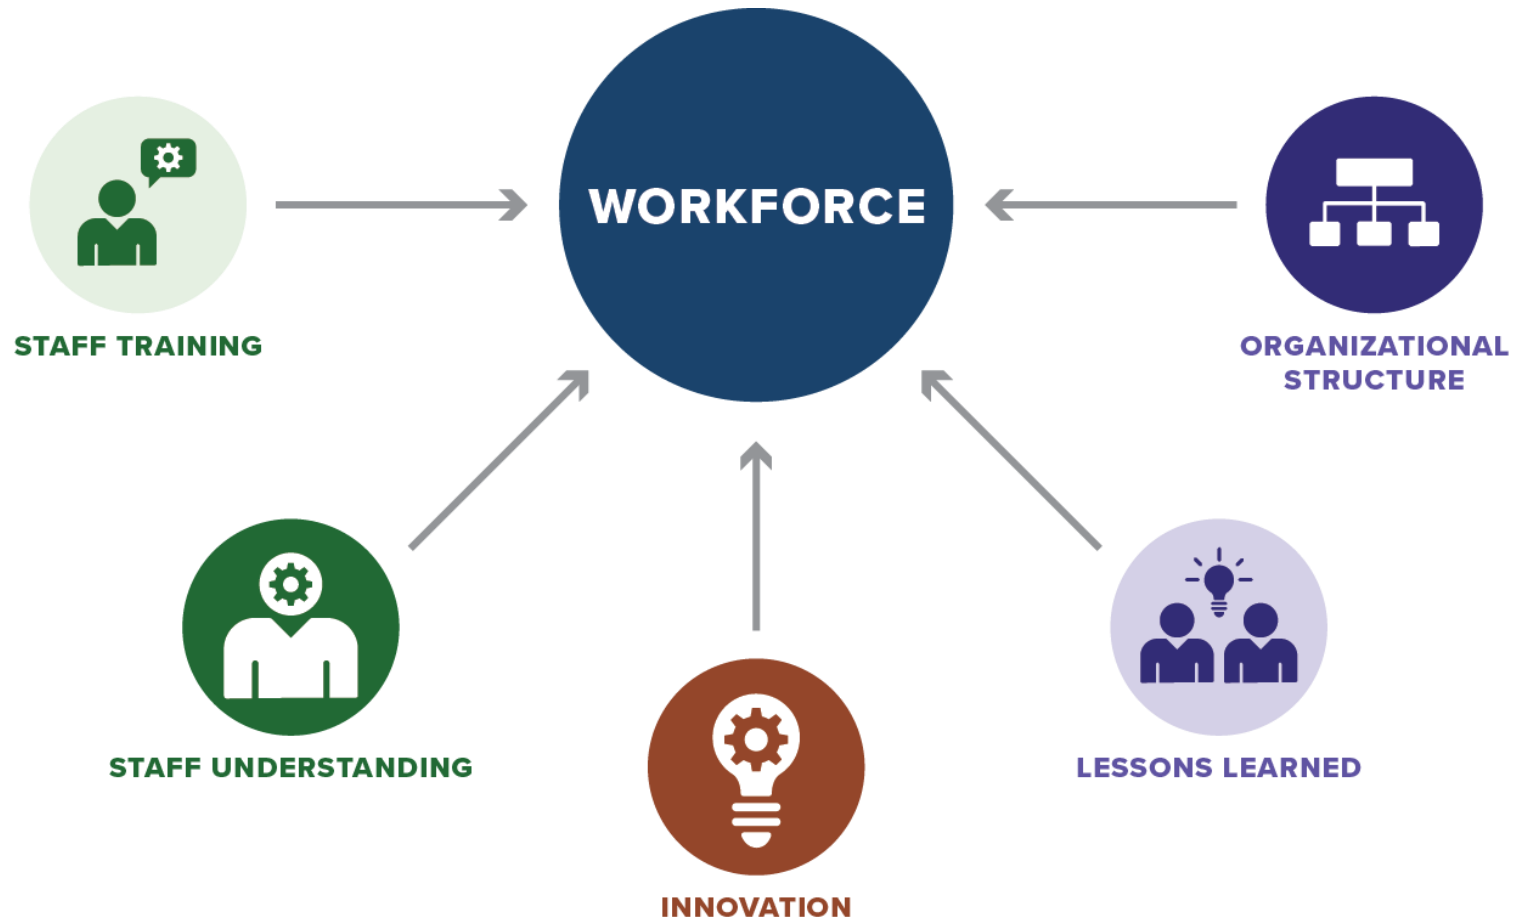 WORKFORCE
STAFF TRAINING
ORGANIZATIONAL
STRUCTURE
STAFF UNDERSTANDING
LESSONS LEARNED
INNOVATION